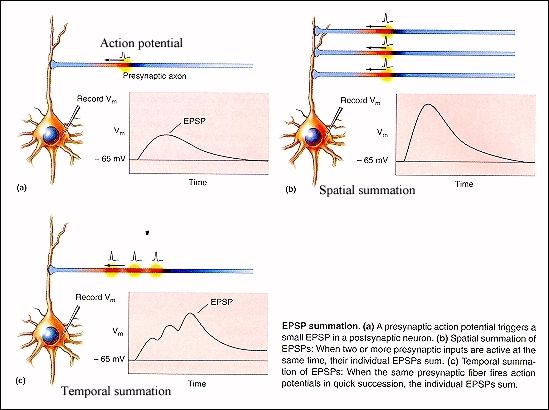 Action potential
Presynaptic axon
Record Vm
EPSP
Vm
– 65 mV
Time
(a)
Record Vm
Vm
– 65 mV
Time
(b)
Spatial summation
Record Vm
EPSP
Vm
– 65 mV
Time
(c)
Temporal summation
EPSP summation. (a) A presynaptic action potential triggers a
small EPSP in a postsynaptic neuron. (b) Spatial summation of
EPSPs: When two or more presynaptic inputs are active at the
same time, their individual EPSPs sum. (c) Temporal summa-
tion of EPSPs: When the same presynaptic fiber fires action
potentials in quick succession, the individual EPSPs sum.